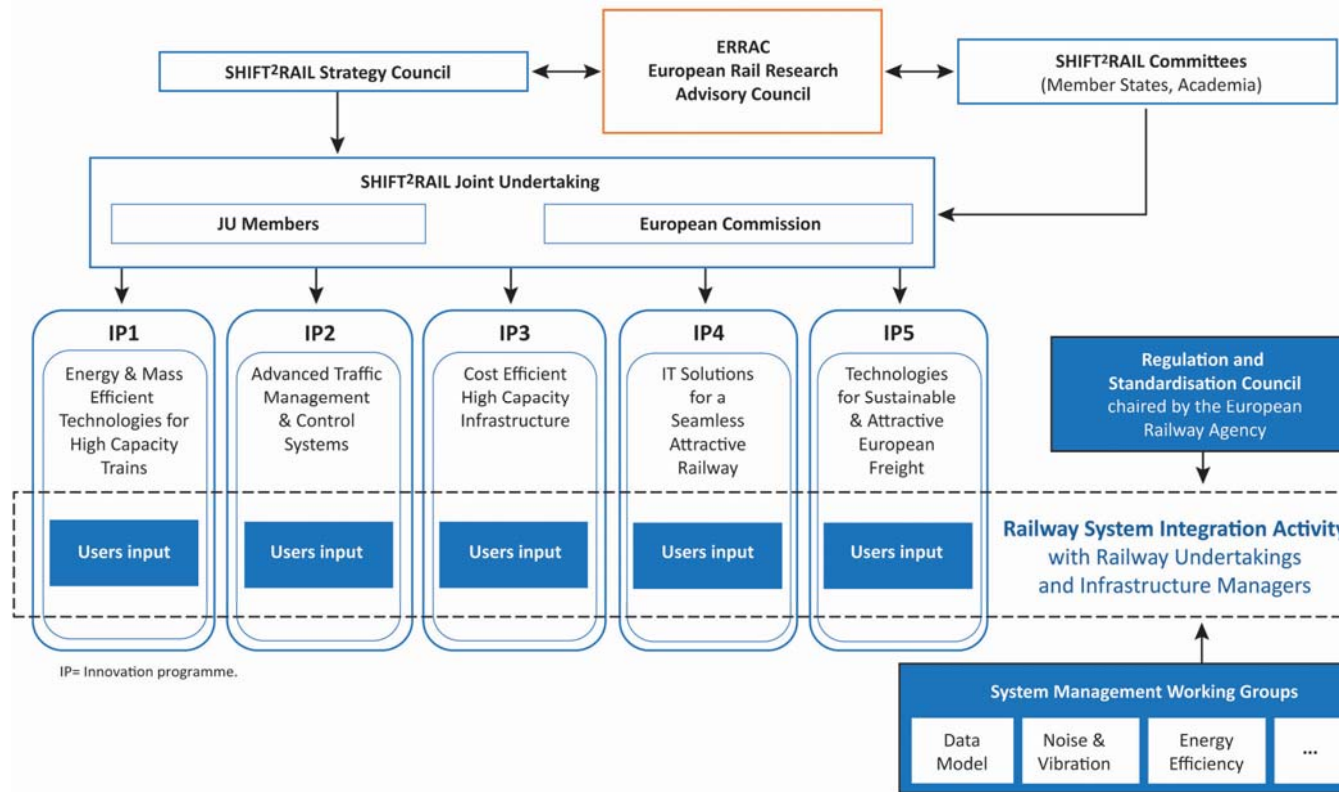 SHIFT²RAIL Strategy Council
ERRAC
European Rail Research
Advisory Council
SHIFT²RAIL Committees
(Member States, Academia)
SHIFT²RAIL Joint Undertaking
JU Members
European Commission
IP1
Energy & Mass
Efficient
Technologies for
High Capacity
Trains
Users input
IP2
Advanced Traffic
Management
& Control
Systems
Users input
IP3
Cost Efficient
High Capacity
Infrastructure
Users input
IP4
IT Solutions
for a
Seamless
Attractive
Railway
Users input
IP5
Technologies
for Sustainable
& Attractive
European
Freight
Users input
Regulation and
Standardisation Council
chaired by the European
Railway Agency
Railway System Integration Activity
with Railway Undertakings
and Infrastructure Managers
IP= Innovation programme.
System Management Working Groups
Data
Model
Noise &
Vibration
Energy
Efficiency
...